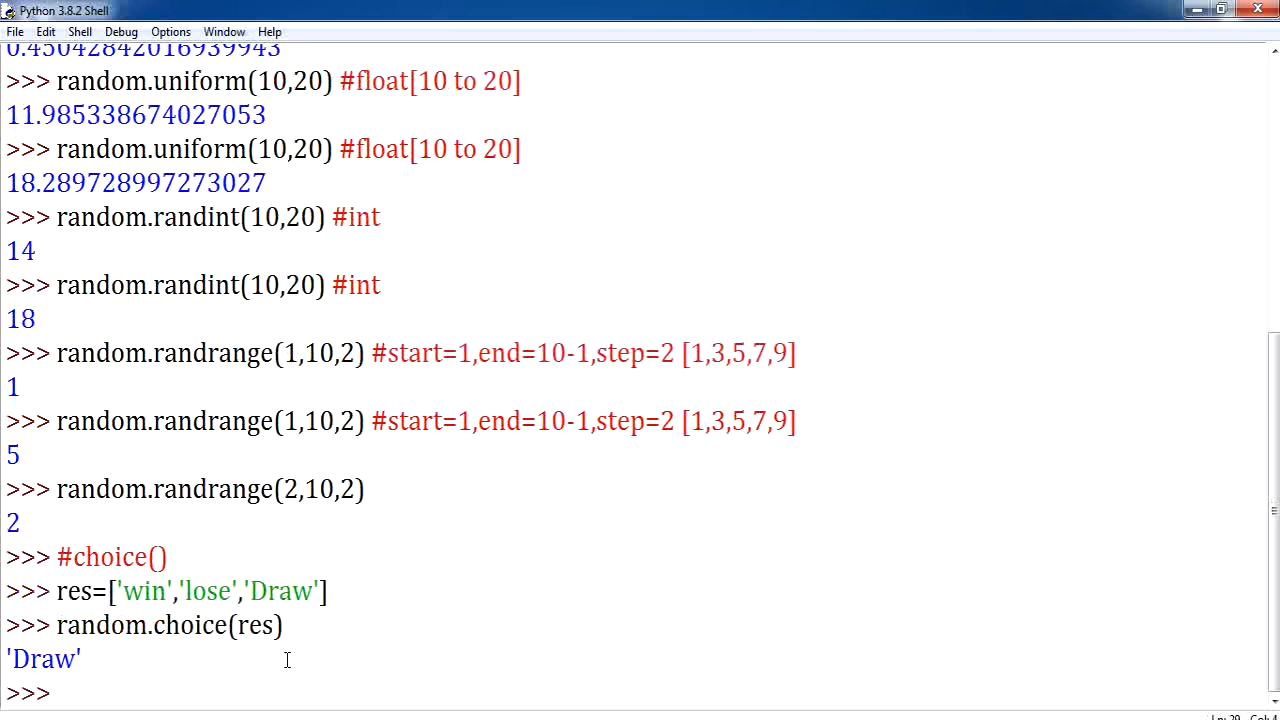 Python 3.8.2 Shell
File Edit Shell Debug Options Window Help
0.45042842016939943
>>> random.uniform(10,20) #float[10 to 20]
11.985338674027053
>>> random.uniform(10,20) #float[10 to 20]
18.289728997273027
>>> random.randint(10,20) #int
14
>>> random.randint(10,20) #int
18
>>> random.randrange(1,10,2) #start=1,end=10-1,step=2 [1,3,5,7,9]
1
>>> random.randrange(1,10,2) #start=1,end=10-1,step=2 [1,3,5,7,9]
5
>>> random.randrange(2,10,2)
2
>>> #choice()
>>> res=['win','lose','Draw']
>>> random.choice(res)
'Draw'
>>>